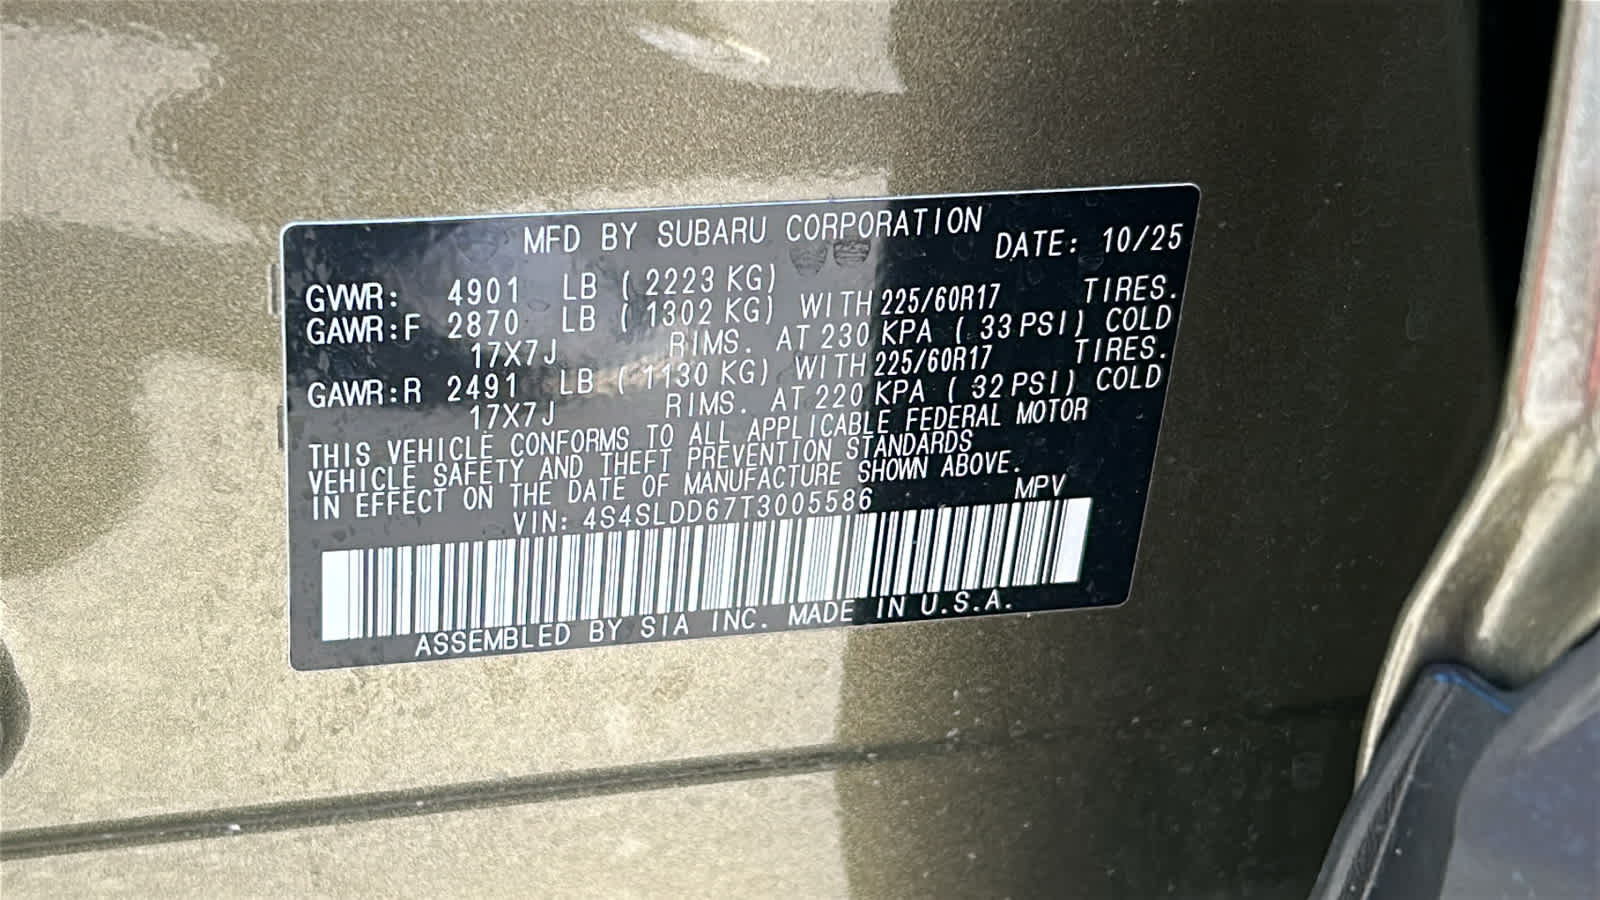 MFD BY SUBARU CORPORATION DATE: 10/25
GVWR: 4901 LB ( 2223 KG)
GAWR:F 2870 LB ( 1302 KG) WITH 225/60R17 TIRES.
17X7J RIMS. AT 230 KPA ( 33 PSI) COLD
GAWR:R 2491 LB ( 1130 KG) WITH 225/60R17 TIRES.
17X7J RIMS. AT 220 KPA ( 32 PSI) COLD
THIS VEHICLE CONFORMS TO ALL APPLICABLE FEDERAL MOTOR
VEHICLE SAFETY AND THEFT PREVENTION STANDARDS
IN EFFECT ON THE DATE OF MANUFACTURE SHOWN ABOVE.
VIN: 4S4SLDD67T3005586 MPV
ASSEMBLED BY SIA INC. MADE IN U.S.A.